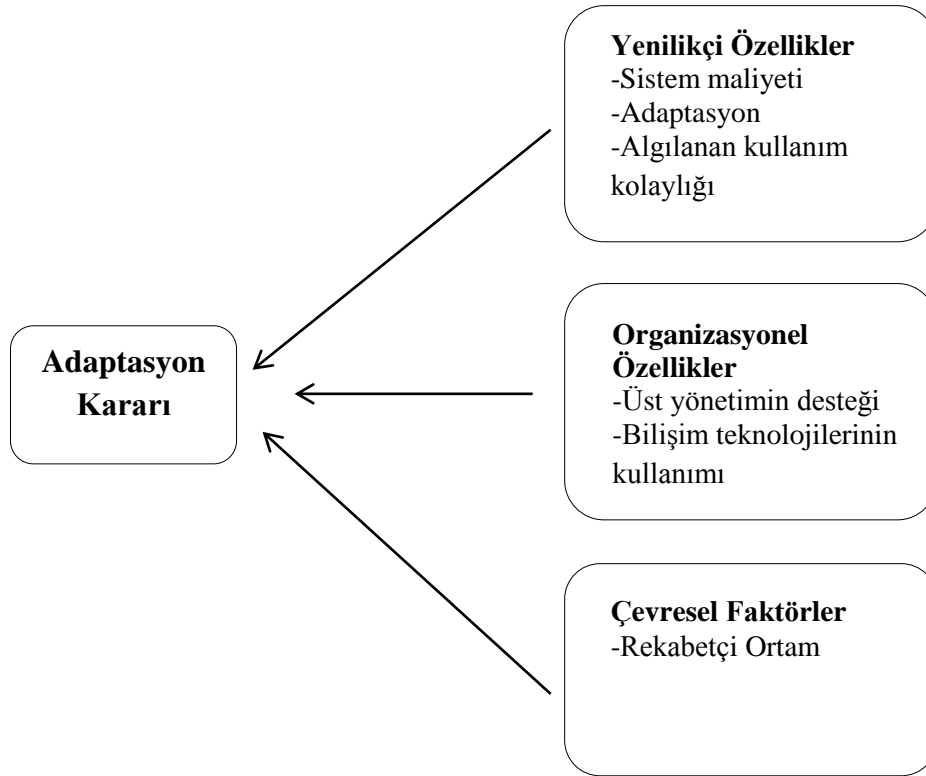 Yenilikçi Özellikler
-Sistem maliyeti
-Adaptasyon
-Algılanan kullanım
kolaylığı
Adaptasyon
Kararı
Organizasyonel
Özellikler
-Üst yönetimin desteği
-Bilişim teknolojilerinin
kullanımı
Çevresel Faktörler
-Rekabetçi Ortam